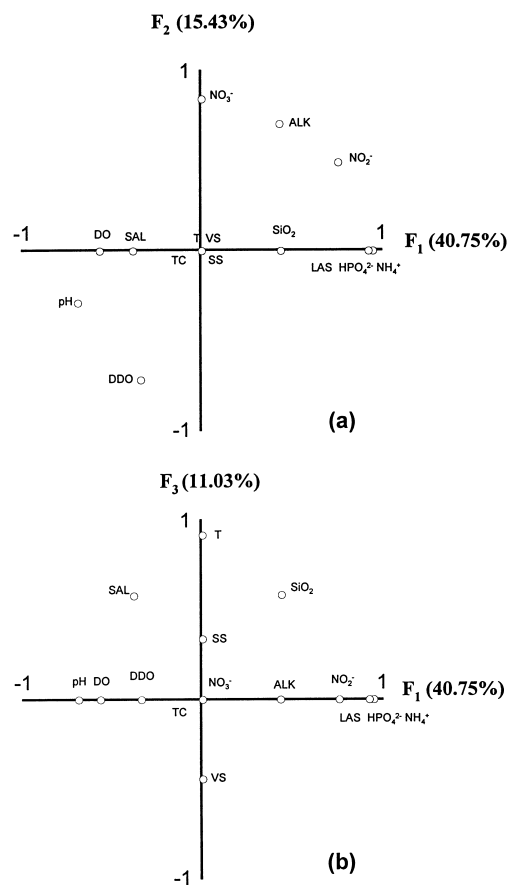 F₂ (15.43%)
1
NO₃⁻
ALK
NO₂⁻
-1 DO SAL T VS SiO₂ 1
F₁ (40.75%)
TC SS LAS HPO₄²⁻ NH₄⁺
pH
DDO
-1
(a)
F₃ (11.03%)
1
T
SAL SiO₂
SS
-1 pH DO DDO NO₃⁻ ALK NO₂⁻ 1
F₁ (40.75%)
TC LAS HPO₄²⁻ NH₄⁺
VS
-1
(b)